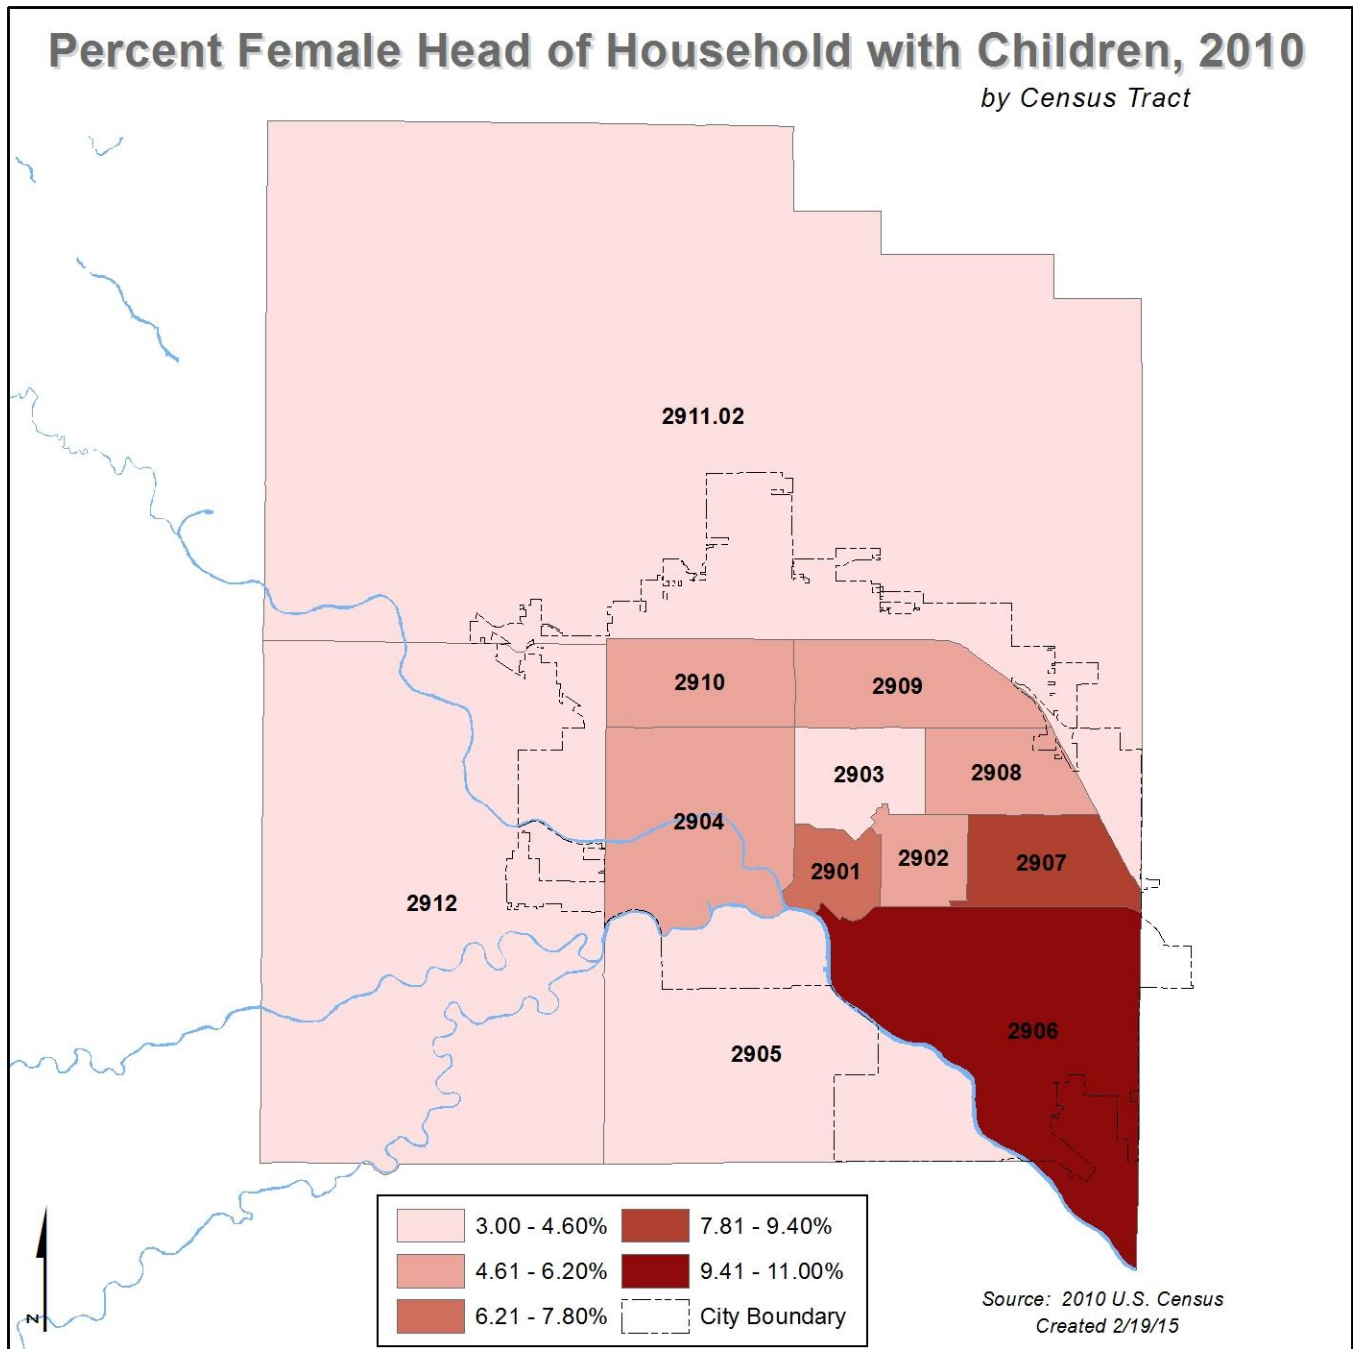 Percent Female Head of Household with Children, 2010
by Census Tract
2911.02
2910
2909
2903
2908
2904
2901
2902
2907
2912
2906
2905
3.00 - 4.60%
7.81 - 9.40%
4.61 - 6.20%
9.41 - 11.00%
6.21 - 7.80%
City Boundary
N
Source: 2010 U.S. Census
Created 2/19/15